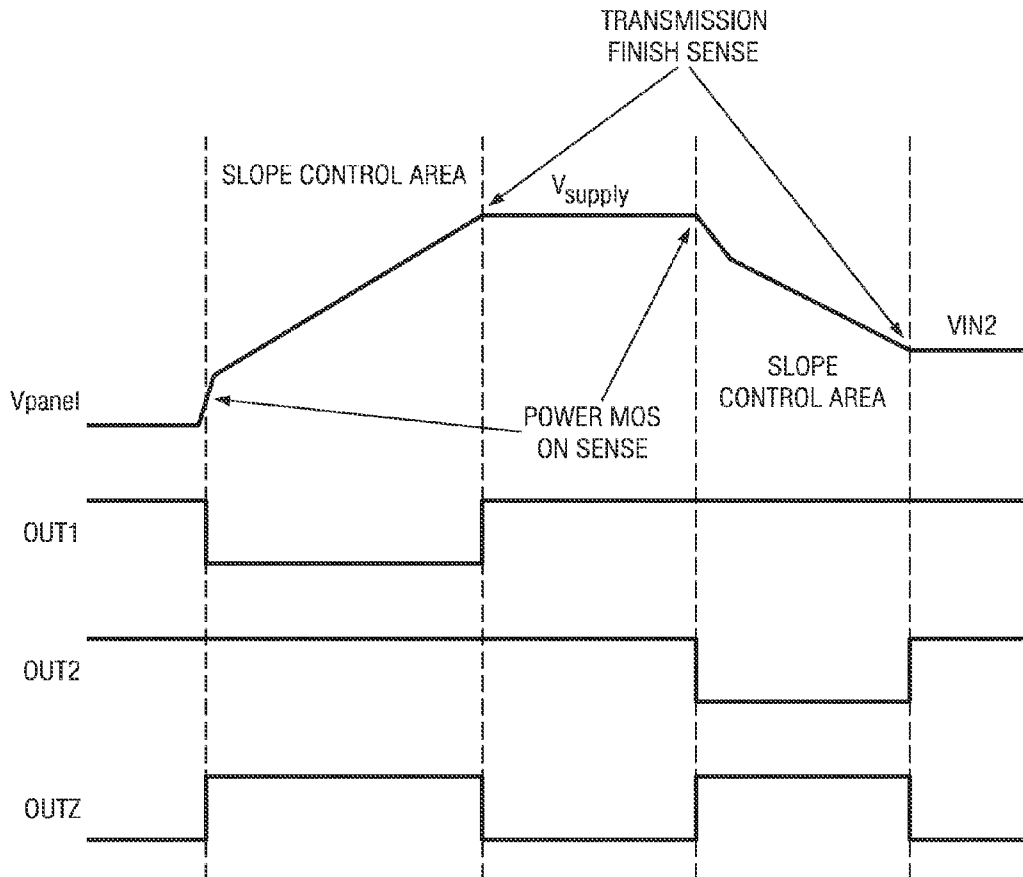 TRANSMISSION
FINISH SENSE
SLOPE CONTROL AREA
Vsupply
VIN2
SLOPE
CONTROL AREA
Vpanel
POWER MOS
ON SENSE
OUT1
OUT2
OUTZ